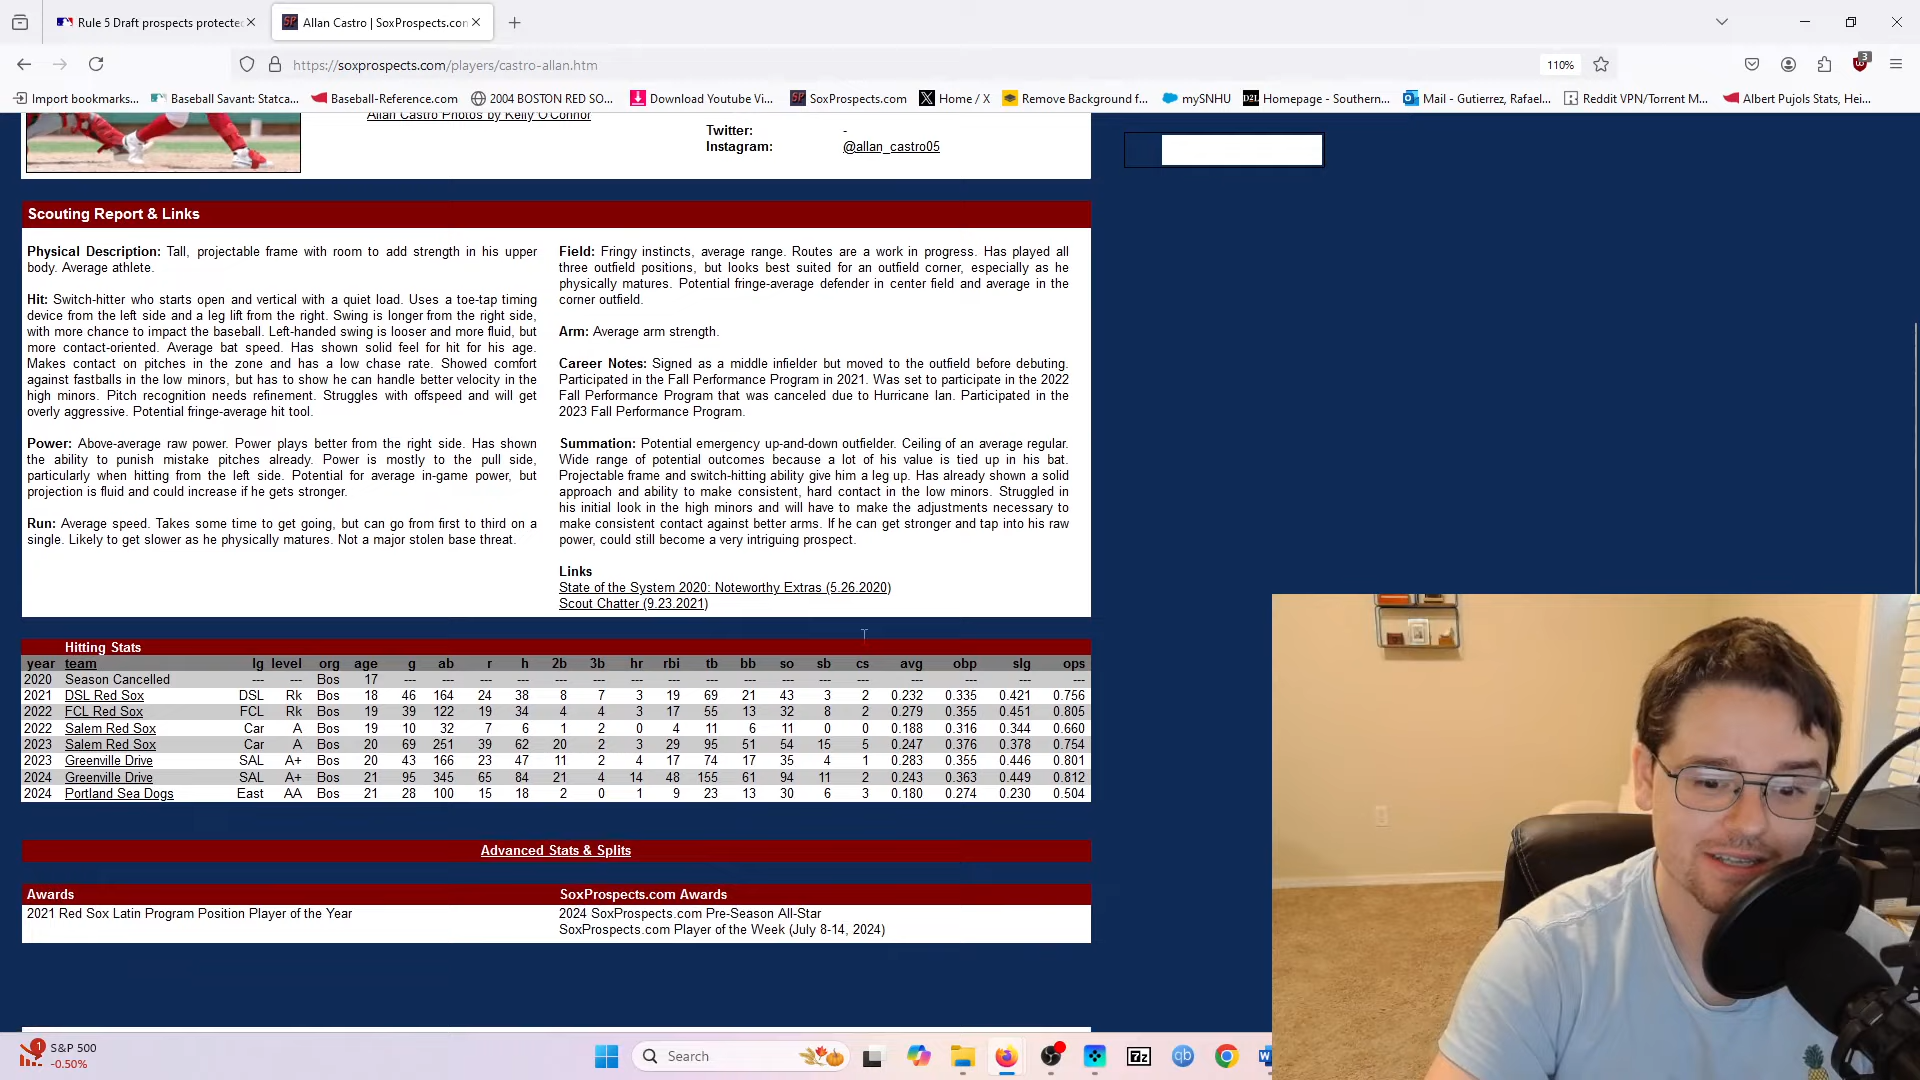 Rule 5 Draft prospects protecte
Allan Castro | SoxProspects.con
https://soxprospects.com/players/castro-allan.htm
110%
3
Import bookmarks...
Baseball Savant: Statca...
Baseball-Reference.com
2004 BOSTON RED SO...
Download Youtube Vi...
SoxProspects.com
Home / X
Remove Background f...
mySNHU
D2L
Homepage - Southern...
Mail - Gutierrez, Rafael...
Reddit VPN/Torrent M...
Albert Pujols Stats, Hei...
Allan Castro Photos by Kelly O'Connor
Twitter: -
Instagram: @allan_castro05
Scouting Report & Links
Physical Description: Tall, projectable frame with room to add strength in his upper
body. Average athlete.
Hit: Switch-hitter who starts open and vertical with a quiet load. Uses a toe-tap timing
device from the left side and a leg lift from the right. Swing is longer from the right side,
with more chance to impact the baseball. Left-handed swing is looser and more fluid, but
more contact-oriented. Average bat speed. Has shown solid feel for hit for his age.
Makes contact on pitches in the zone and has a low chase rate. Showed comfort
against fastballs in the low minors, but has to show he can handle better velocity in the
high minors. Pitch recognition needs refinement. Struggles with offspeed and will get
overly aggressive. Potential fringe-average hit tool.
Power: Above-average raw power. Power plays better from the right side. Has shown
the ability to punish mistake pitches already. Power is mostly to the pull side,
particularly when hitting from the left side. Potential for average in-game power, but
projection is fluid and could increase if he gets stronger.
Run: Average speed. Takes some time to get going, but can go from first to third on a
single. Likely to get slower as he physically matures. Not a major stolen base threat.
Field: Fringy instincts, average range. Routes are a work in progress. Has played all
three outfield positions, but looks best suited for an outfield corner, especially as he
physically matures. Potential fringe-average defender in center field and average in the
corner outfield.
Arm: Average arm strength.
Career Notes: Signed as a middle infielder but moved to the outfield before debuting.
Participated in the Fall Performance Program in 2021. Was set to participate in the 2022
Fall Performance Program that was canceled due to Hurricane Ian. Participated in the
2023 Fall Performance Program.
Summation: Potential emergency up-and-down outfielder. Ceiling of an average regular.
Wide range of potential outcomes because a lot of his value is tied up in his bat.
Projectable frame and switch-hitting ability give him a leg up. Has already shown a solid
approach and ability to make consistent, hard contact in the low minors. Struggled in
his initial look in the high minors and will have to make the adjustments necessary to
make consistent contact against better arms. If he can get stronger and tap into his raw
power, could still become a very intriguing prospect.
Links
State of the System 2020: Noteworthy Extras (5.26.2020)
Scout Chatter (9.23.2021)
Hitting Stats
year team lg level org age g ab r h 2b 3b hr rbi tb bb so sb cs avg obp slg ops
2020 Season Cancelled --- --- Bos 17 --- --- --- --- --- --- --- --- --- --- --- --- --- --- --- --- ---
2021 DSL Red Sox DSL Rk Bos 18 46 164 24 38 8 7 3 19 69 21 43 3 2 0.232 0.335 0.421 0.756
2022 FCL Red Sox FCL Rk Bos 19 39 122 19 34 4 4 3 17 55 13 32 8 2 0.279 0.355 0.451 0.805
2022 Salem Red Sox Car A Bos 19 10 32 7 6 1 2 0 4 11 6 11 0 0 0.188 0.316 0.344 0.660
2023 Salem Red Sox Car A Bos 20 69 251 39 62 20 2 3 29 95 51 54 15 5 0.247 0.376 0.378 0.754
2023 Greenville Drive SAL A+ Bos 20 43 166 23 47 11 2 4 17 74 17 35 4 1 0.283 0.355 0.446 0.801
2024 Greenville Drive SAL A+ Bos 21 95 345 65 84 21 4 14 48 155 61 94 11 2 0.243 0.363 0.449 0.812
2024 Portland Sea Dogs East AA Bos 21 28 100 15 18 2 0 1 9 23 13 30 6 3 0.180 0.274 0.230 0.504
Advanced Stats & Splits
Awards
2021 Red Sox Latin Program Position Player of the Year
SoxProspects.com Awards
2024 SoxProspects.com Pre-Season All-Star
SoxProspects.com Player of the Week (July 8-14, 2024)
1
S&P 500
-0.50%
Search
7z
qb
W